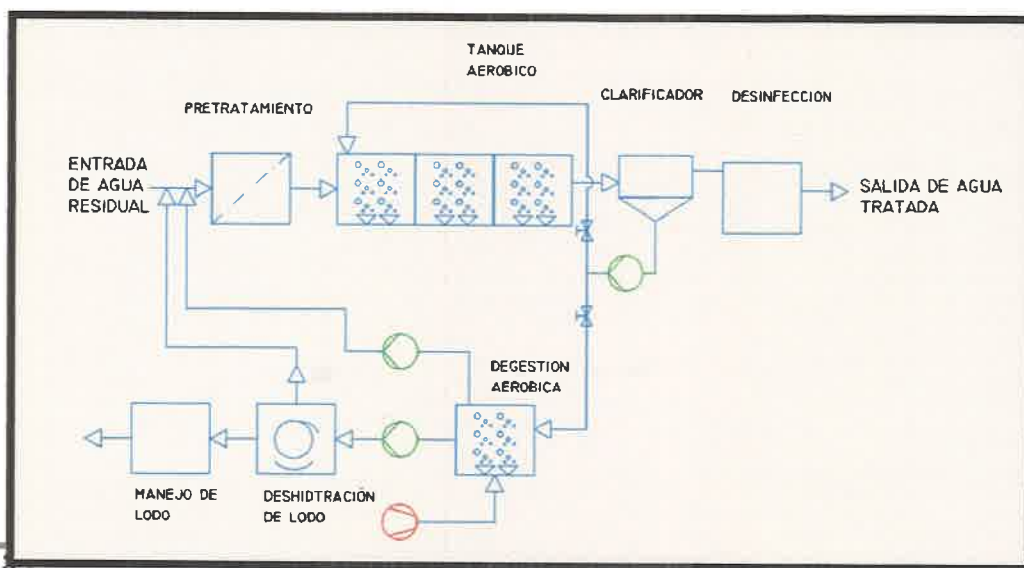 TANQUE
AEROBICO
PRETRATAMIENTO
CLARIFICADOR
DESINFECCION
ENTRADA
DE AGUA
RESIDUAL
SALIDA DE AGUA
TRATADA
DEGESTION
AEROBICA
MANEJO DE
LODO
DESHIDTRACIÓN
DE LODO